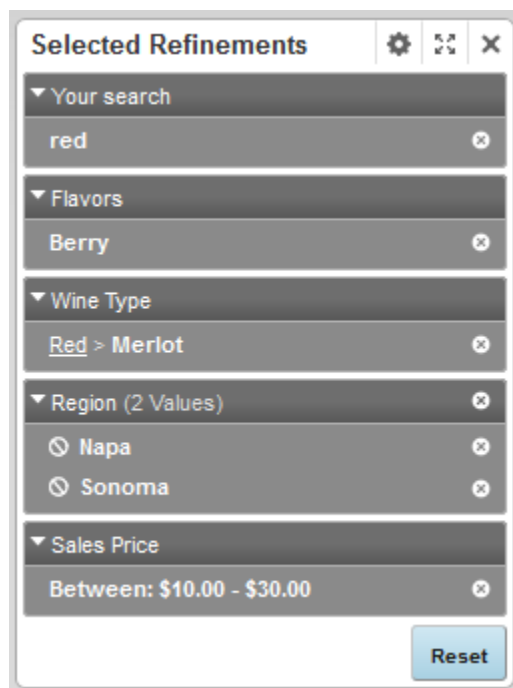 Selected Refinements
Your search
red
Flavors
Berry
Wine Type
Red > Merlot
Region (2 Values)
Napa
Sonoma
Sales Price
Between: $10.00 - $30.00
Reset